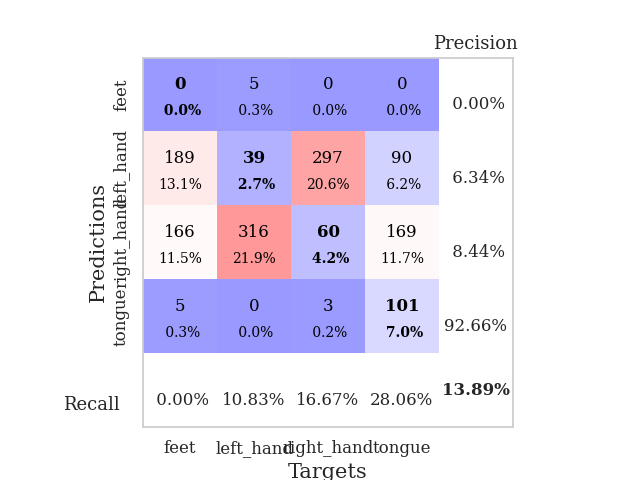 Precision
feet 0 5 0 0
0.0% 0.3% 0.0% 0.0% 0.00%
left_hand 189 39 297 90
13.1% 2.7% 20.6% 6.2% 6.34%
right_hand 166 316 60 169
11.5% 21.9% 4.2% 11.7% 8.44%
tongue 5 0 3 101
0.3% 0.0% 0.2% 7.0% 92.66%
Predictions
Recall 0.00% 10.83% 16.67% 28.06% 13.89%
feet left_hand right_hand tongue
Targets